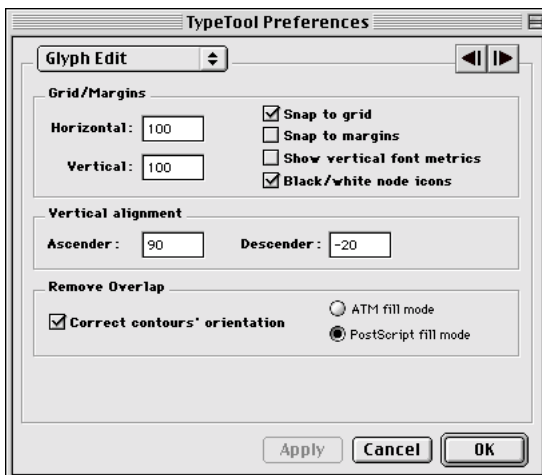 TypeTool Preferences
Glyph Edit
Grid/Margins
Horizontal: 100
Vertical: 100
Snap to grid
Snap to margins
Show vertical font metrics
Black/white node icons
Vertical alignment
Ascender: 90 Descender: -20
Remove Overlap
Correct contours' orientation
ATM fill mode
PostScript fill mode
Apply Cancel OK